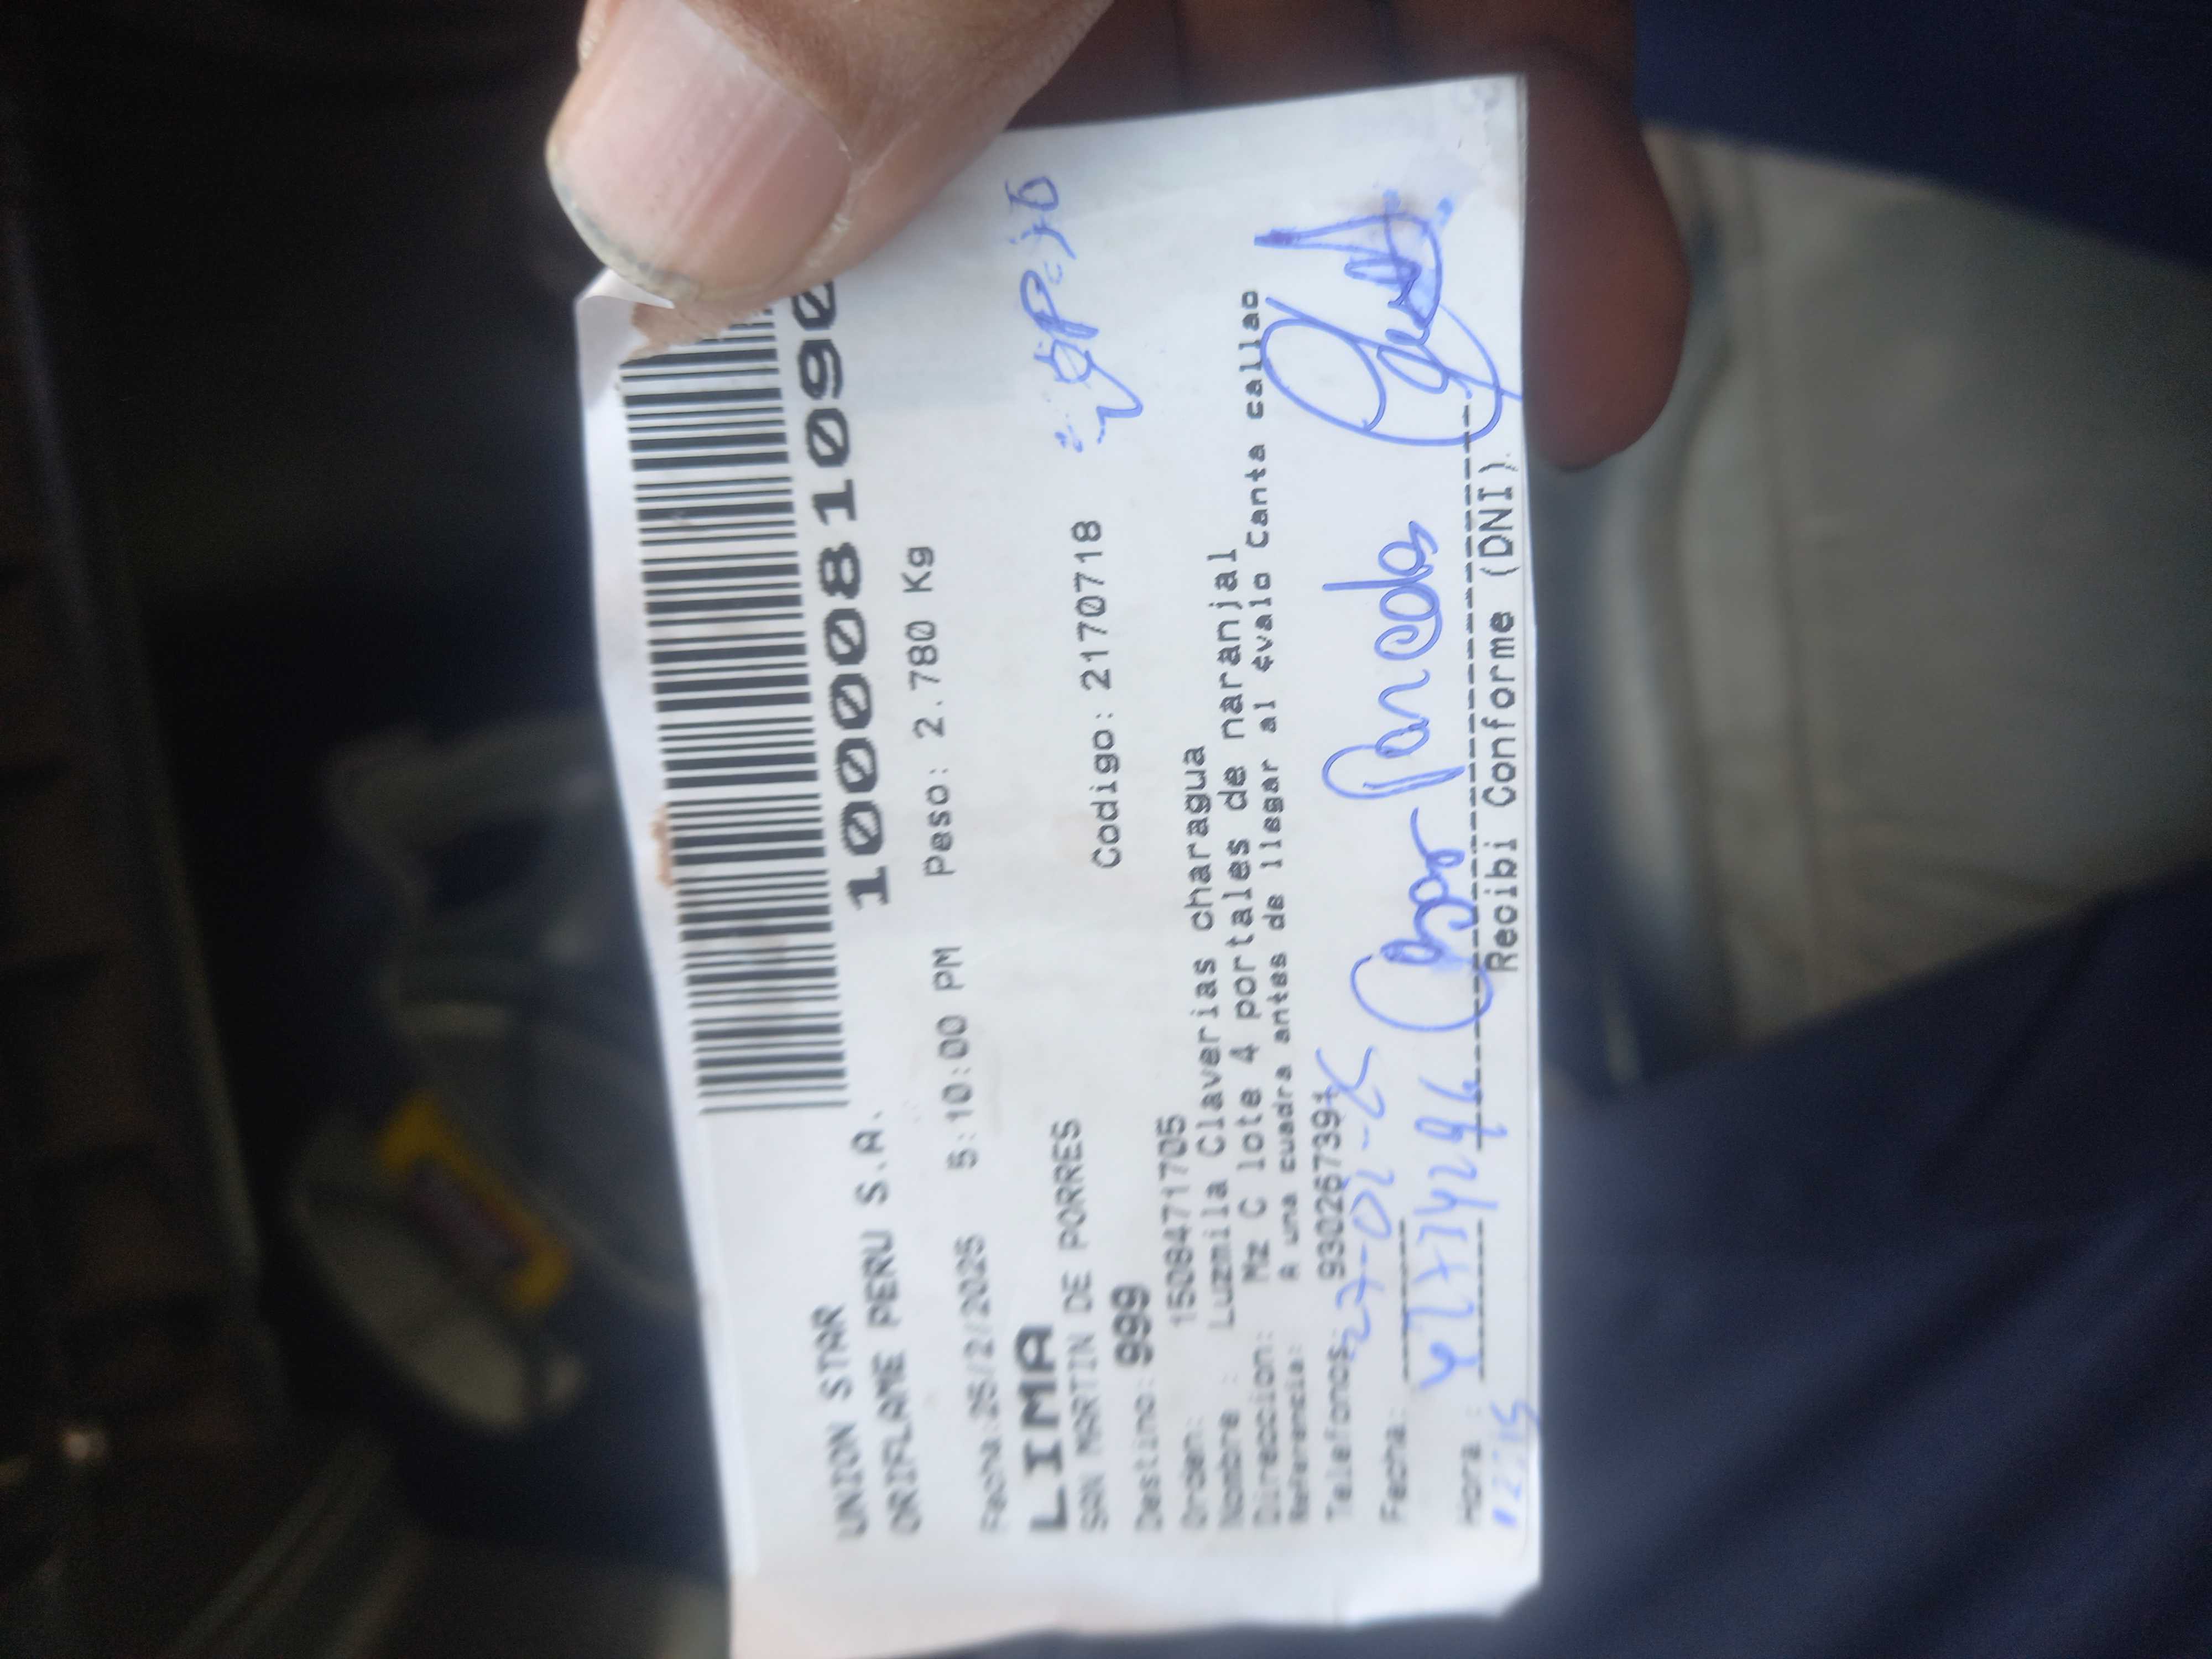 1000081090
UNION STAR
ORIFLAME PERU S.A.
Fecha:25/2/2025 5:10:00 PM Peso: 2.780 Kg
LIMA
SAN MARTIN DE PORRES
Destino: 999 Codigo: 2170718
Orden: 15084471705
Nombre : Luzmila Claverias charagua
Direccion: Mz C lote 4 portales de naranjal
Referencia: A una cuadra antes de llegar al óvalo Canta callao
Telefonos: 930267391
Fecha:
Hora :
Recibi Conforme (DNI)